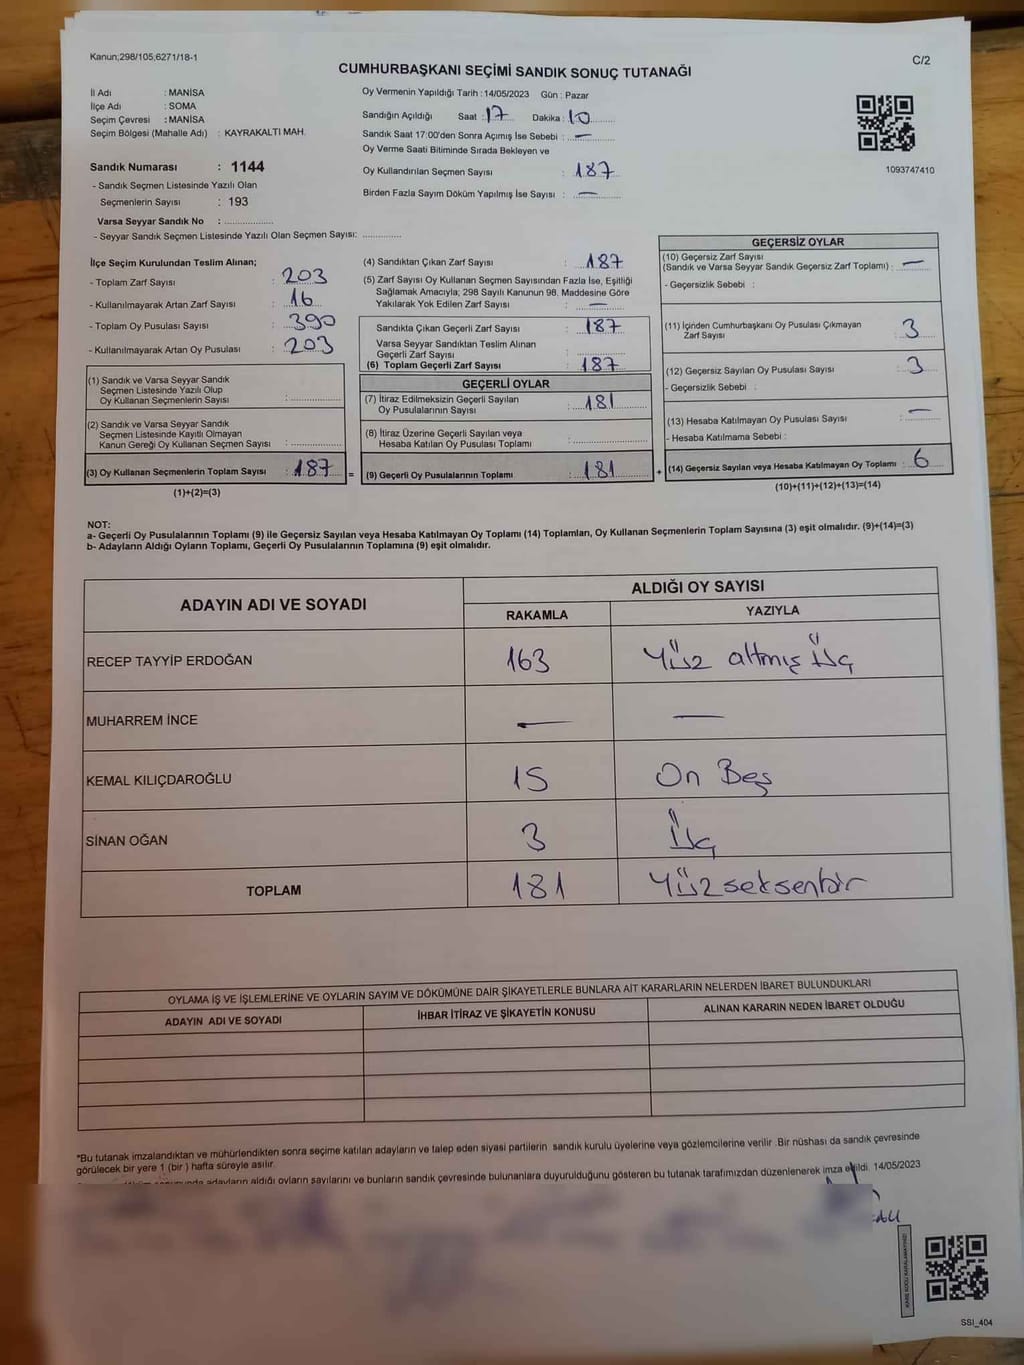 Kanun;298/105;6271/18-1
C/2
CUMHURBAŞKANI SEÇİMİ SANDIK SONUÇ TUTANAĞI
İl Adı : MANİSA
İlçe Adı : SOMA
Seçim Çevresi : MANİSA
Seçim Bölgesi (Mahalle Adı) : KAYRAKALTI MAH.
Sandık Numarası : 1144
- Sandık Seçmen Listesinde Yazılı Olan
Seçmenlerin Sayısı : 193
Varsa Seyyar Sandık No : ..................
- Seyyar Sandık Seçmen Listesinde Yazılı Olan Seçmen Sayısı: ..............
Oy Vermenin Yapıldığı Tarih : 14/05/2023 Gün : Pazar
Sandığın Açıldığı Saat : 17 Dakika : 10
Sandık Saat 17:00'den Sonra Açımış İse Sebebi : —
Oy Verme Saati Bitiminde Sırada Bekleyen ve
Oy Kullandırılan Seçmen Sayısı : 187
Birden Fazla Sayım Döküm Yapılmış İse Sayısı : —
1093747410
İlçe Seçim Kurulundan Teslim Alınan;
- Toplam Zarf Sayısı : 203
- Kullanılmayarak Artan Zarf Sayısı : 16
- Toplam Oy Pusulası Sayısı : 390
- Kullanılmayarak Artan Oy Pusulası : 203
(1) Sandık ve Varsa Seyyar Sandık
Seçmen Listesinde Yazılı Olup
Oy Kullanan Seçmenlerin Sayısı : ..............
(2) Sandık ve Varsa Seyyar Sandık
Seçmen Listesinde Kayıtlı Olmayan
Kanun Gereği Oy Kullanan Seçmen Sayısı : ..............
(3) Oy Kullanan Seçmenlerin Toplam Sayısı : 187 =
(1)+(2)=(3)
(4) Sandıktan Çıkan Zarf Sayısı : 187
(5) Zarf Sayısı Oy Kullanan Seçmen Sayısından Fazla İse, Eşitliği
Sağlamak Amacıyla; 298 Sayılı Kanunun 98. Maddesine Göre
Yakılarak Yok Edilen Zarf Sayısı : —
Sandıkta Çıkan Geçerli Zarf Sayısı : 187
Varsa Seyyar Sandıktan Teslim Alınan
Geçerli Zarf Sayısı : ..............
(6) Toplam Geçerli Zarf Sayısı : 187
GEÇERLİ OYLAR
(7) İtiraz Edilmeksizin Geçerli Sayılan
Oy Pusulalarının Sayısı : 181
(8) İtiraz Üzerine Geçerli Sayılan veya
Hesaba Katılan Oy Pusulası Toplamı : ..............
(9) Geçerli Oy Pusulalarının Toplamı : 181 +
GEÇERSİZ OYLAR
(10) Geçersiz Zarf Sayısı
(Sandık ve Varsa Seyyar Sandık Geçersiz Zarf Toplamı) : —
- Geçersizlik Sebebi :
(11) İçinden Cumhurbaşkanı Oy Pusulası Çıkmayan
Zarf Sayısı : 3
(12) Geçersiz Sayılan Oy Pusulası Sayısı : 3
- Geçersizlik Sebebi :
(13) Hesaba Katılmayan Oy Pusulası Sayısı : —
- Hesaba Katılmama Sebebi :
(14) Geçersiz Sayılan veya Hesaba Katılmayan Oy Toplamı : 6
(10)+(11)+(12)+(13)=(14)
NOT:
a- Geçerli Oy Pusulalarının Toplamı (9) ile Geçersiz Sayılan veya Hesaba Katılmayan Oy Toplamı (14) Toplamları, Oy Kullanan Seçmenlerin Toplam Sayısına (3) eşit olmalıdır. (9)+(14)=(3)
b- Adayların Aldığı Oyların Toplamı, Geçerli Oy Pusulalarının Toplamına (9) eşit olmalıdır.
ADAYIN ADI VE SOYADI
ALDIĞI OY SAYISI
RAKAMLA YAZIYLA
RECEP TAYYİP ERDOĞAN 163 Yüz altmış Üç
MUHARREM İNCE — —
KEMAL KILIÇDAROĞLU 15 On Beş
SİNAN OĞAN 3 Üç
TOPLAM 181 Yüzseksenbir
OYLAMA İŞ VE İŞLEMLERİNE VE OYLARIN SAYIM VE DÖKÜMÜNE DAİR ŞİKAYETLERLE BUNLARA AİT KARARLARIN NELERDEN İBARET BULUNDUKLARI
ADAYIN ADI VE SOYADI İHBAR İTİRAZ VE ŞİKAYETİN KONUSU ALINAN KARARIN NEDEN İBARET OLDUĞU
*Bu tutanak imzalandıktan ve mühürlendikten sonra seçime katılan adayların ve talep eden siyasi partilerin sandık kurulu üyelerine veya gözlemcilerine verilir .Bir nüshası da sandık çevresinde
görülecek bir yere 1 (bir ) hafta süreyle asılır.
adayların aldığı oyların sayılarını ve bunların sandık çevresinde bulunanlara duyurulduğunu gösteren bu tutanak tarafımızdan düzenlenerek imza edildi. 14/05/2023
SSI_404